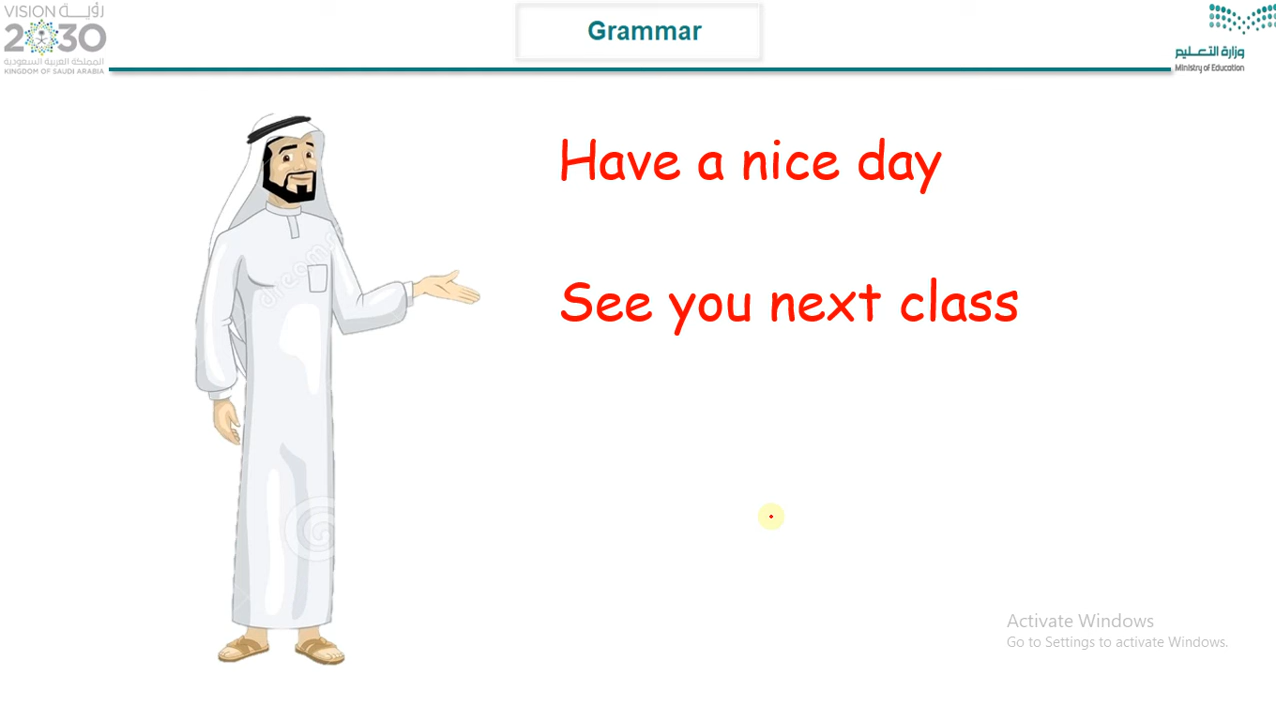 VISION رؤية
2030
المملكة العربية السعودية
KINGDOM OF SAUDI ARABIA
Grammar
وزارة التعليم
Ministry of Education
Have a nice day
See you next class
Activate Windows
Go to Settings to activate Windows.